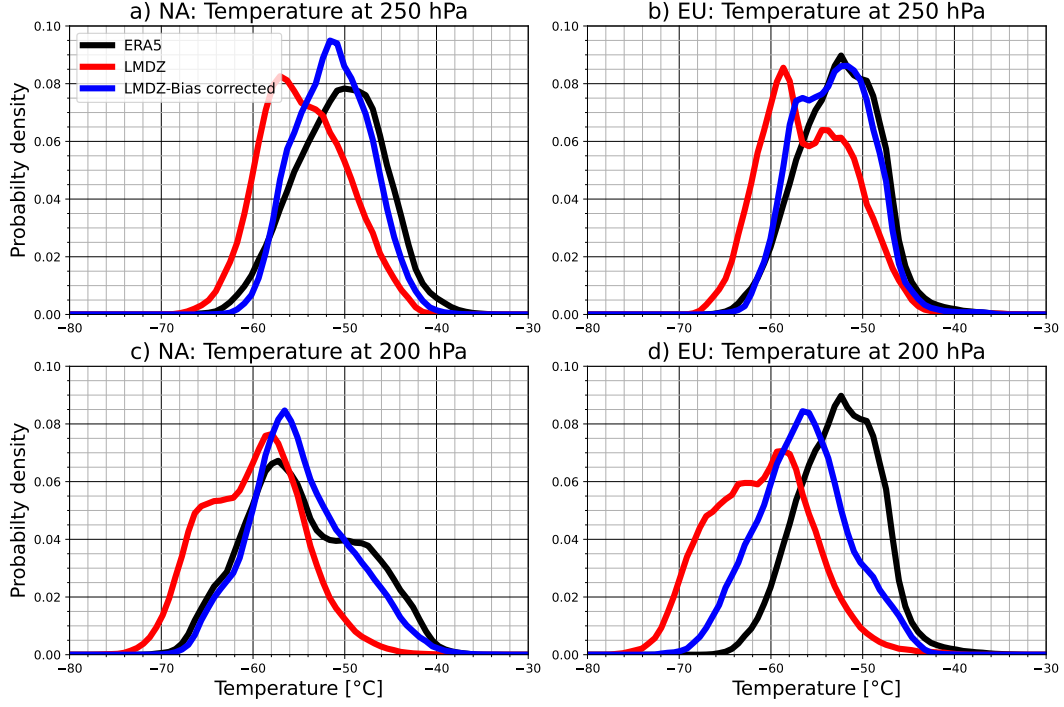 a) NA: Temperature at 250 hPa
b) EU: Temperature at 250 hPa
Probability density
0.10
0.08
0.06
0.04
0.02
0.00
ERA5
LMDZ
LMDZ-Bias corrected
−80 −70 −60 −50 −40 −30
0.10
0.08
0.06
0.04
0.02
0.00
−80 −70 −60 −50 −40 −30
c) NA: Temperature at 200 hPa
d) EU: Temperature at 200 hPa
Probability density
0.10
0.08
0.06
0.04
0.02
0.00
−80 −70 −60 −50 −40 −30
Temperature [°C]
0.10
0.08
0.06
0.04
0.02
0.00
−80 −70 −60 −50 −40 −30
Temperature [°C]